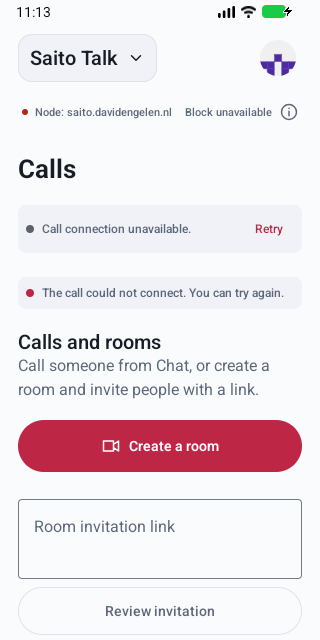 11:13
Saito Talk
Node: saito.davidengelen.nl Block unavailable
Calls
Call connection unavailable. Retry
The call could not connect. You can try again.
Calls and rooms
Call someone from Chat, or create a
room and invite people with a link.
Create a room
Room invitation link
Review invitation